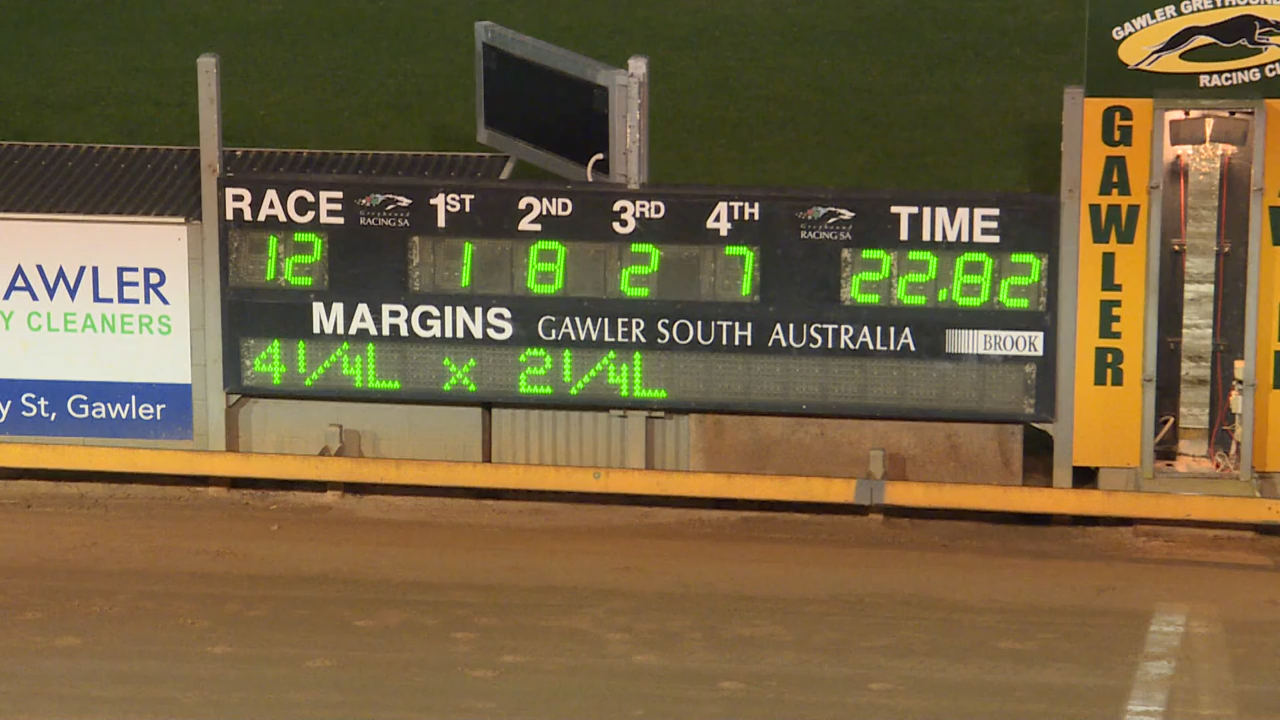 GAWLER GREYHOUND
RACING CL
GAWLER
RACE
Greyhound
RACING SA
1ST
2ND
3RD
4TH
Greyhound
RACING SA
TIME
12
1
8
2
7
22.82
MARGINS
GAWLER SOUTH AUSTRALIA
BROOK
4 1/4L x 2 1/4L
AWLER
Y CLEANERS
y St, Gawler